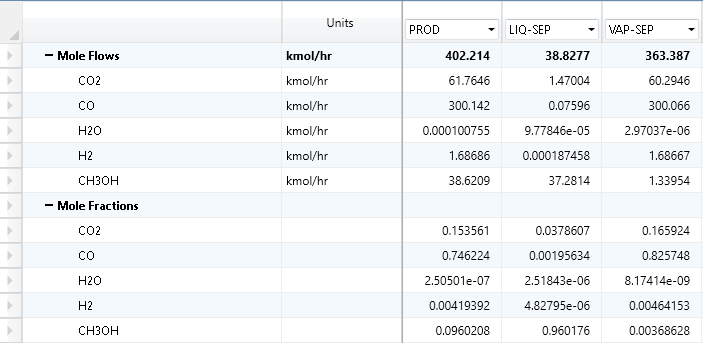 Units PROD LIQ-SEP VAP-SEP
− Mole Flows kmol/hr 402.214 38.8277 363.387
CO2 kmol/hr 61.7646 1.47004 60.2946
CO kmol/hr 300.142 0.07596 300.066
H2O kmol/hr 0.000100755 9.77846e-05 2.97037e-06
H2 kmol/hr 1.68686 0.000187458 1.68667
CH3OH kmol/hr 38.6209 37.2814 1.33954
− Mole Fractions
CO2 0.153561 0.0378607 0.165924
CO 0.746224 0.00195634 0.825748
H2O 2.50501e-07 2.51843e-06 8.17414e-09
H2 0.00419392 4.82795e-06 0.00464153
CH3OH 0.0960208 0.960176 0.00368628